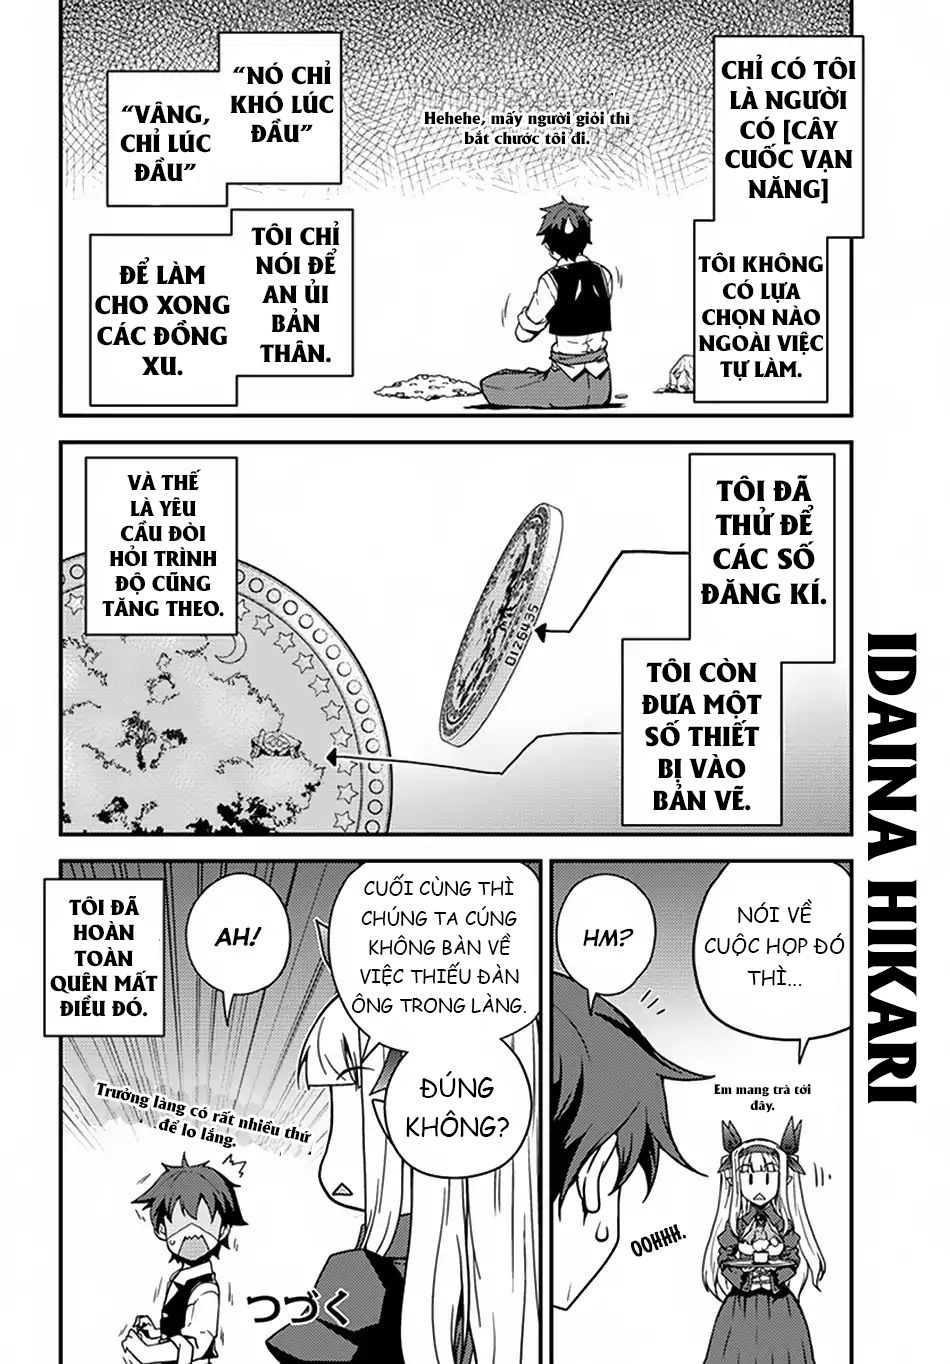 CHỈ CÓ TÔI
LÀ NGƯỜI
CÓ [CÂY
CUỐC VẠN
NĂNG]
TÔI KHÔNG
CÓ LỰA
CHỌN NÀO
NGOÀI VIỆC
TỰ LÀM.
Hehehe, mấy người giỏi thì
bắt chước tôi đi.
“NÓ CHỈ
KHÓ LÚC
ĐẦU”
“VÂNG,
CHỈ LÚC
ĐẦU”
TÔI CHỈ
NÓI ĐỂ
AN ỦI
BẢN
THÂN.
ĐỂ LÀM
CHO XONG
CÁC ĐỒNG
XU.
TÔI ĐÃ
THỬ ĐỂ
CÁC SỐ
ĐĂNG KÍ.
0126435
TÔI CÒN
ĐƯA MỘT
SỐ THIẾT
BỊ VÀO
BẢN VẼ.
VÀ THẾ
LÀ YÊU
CẦU ĐÒI
HỎI TRÌNH
ĐỘ CŨNG
TĂNG THEO.
IDAINA HIKARI
NÓI VỀ
CUỘC HỌP ĐÓ
THÌ...
HM?
Em mang trà tới
đây.
OOHHH.
CUỐI CÙNG THÌ
CHÚNG TA CÚNG
KHÔNG BÀN VỀ
VIỆC THIẾU ĐÀN
ÔNG TRONG LÀNG.
ĐÚNG
KHÔNG?
AH!
TÔI ĐÃ
HOÀN
TOÀN
QUÊN MẤT
ĐIỀU ĐÓ.
Trưởng làng có rất nhiều thứ
để lo lắng.
つづく